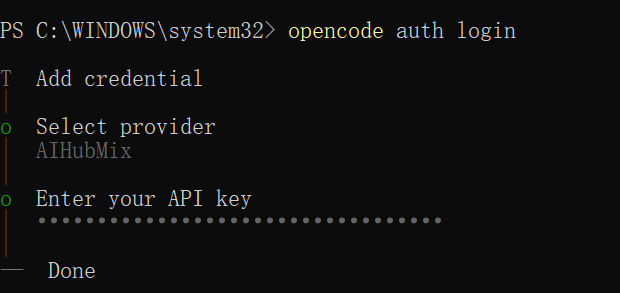 PS C:\WINDOWS\system32> opencode auth login
T Add credential
o Select provider
AIHubMix
o Enter your API key
••••••••••••••••••••••••••••••••••
— Done